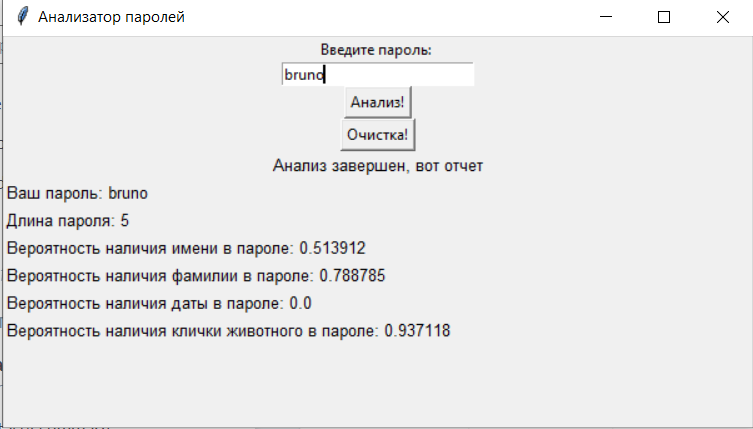 Анализатор паролей
Введите пароль:
bruno
Анализ!
Очистка!
Анализ завершен, вот отчет
Ваш пароль: bruno
Длина пароля: 5
Вероятность наличия имени в пароле: 0.513912
Вероятность наличия фамилии в пароле: 0.788785
Вероятность наличия даты в пароле: 0.0
Вероятность наличия клички животного в пароле: 0.937118